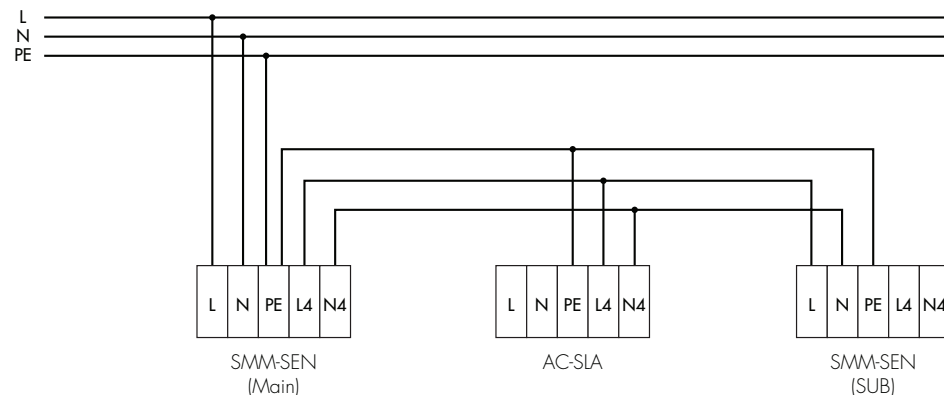 L
N
PE
L N PE L4 N4
L N PE L4 N4
L N PE L4 N4
SMM-SEN
(Main)
AC-SLA
SMM-SEN
(SUB)